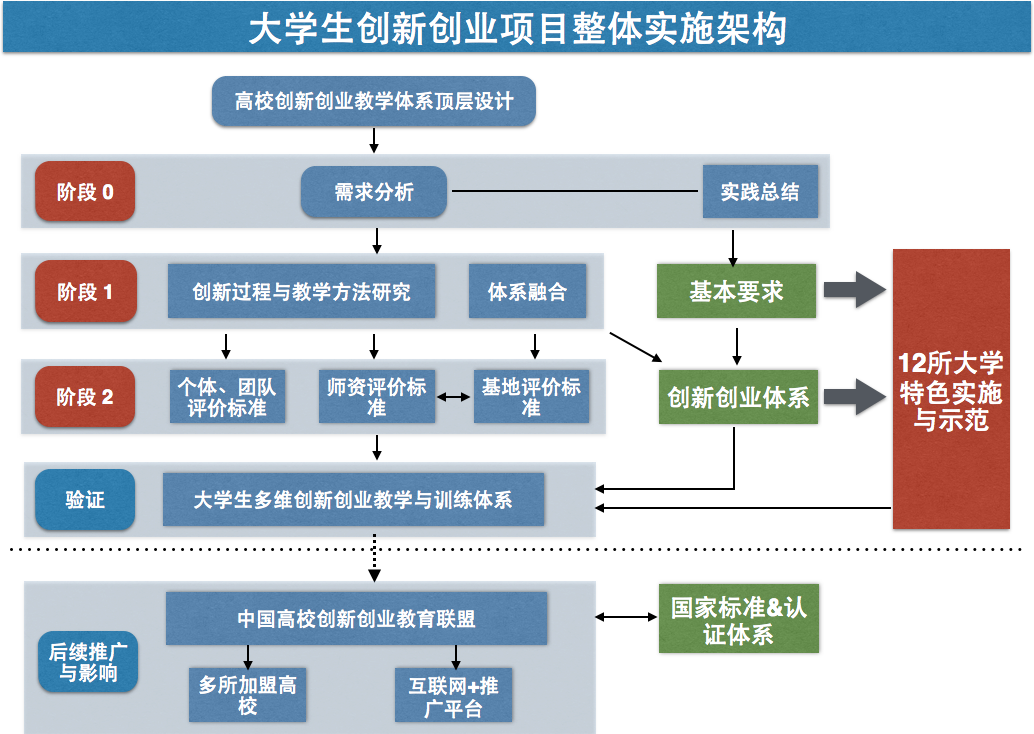 大学生创新创业项目整体实施架构
高校创新创业教学体系顶层设计
阶段 0
需求分析
实践总结
阶段 1
创新过程与教学方法研究
体系融合
基本要求
12所大学
特色实施
与示范
阶段 2
个体、团队
评价标准
师资评价标
准
基地评价标
准
创新创业体系
验证
大学生多维创新创业教学与训练体系
后续推广
与影响
中国高校创新创业教育联盟
国家标准&认
证体系
多所加盟高
校
互联网+推
广平台